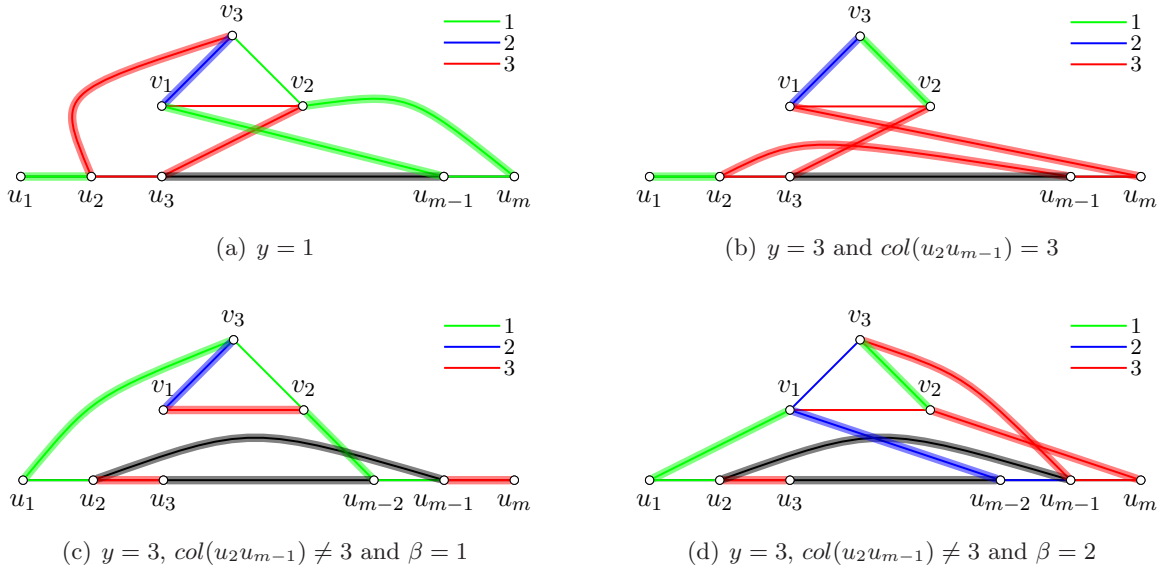 v₃
1
2
3
v₁
v₂
u₁ u₂ u₃ uₘ₋₁ uₘ
(a) y = 1
v₃
1
2
3
v₁
v₂
u₁ u₂ u₃ uₘ₋₁ uₘ
(b) y = 3 and col(u₂uₘ₋₁) = 3
v₃
1
2
3
v₁
v₂
u₁ u₂ u₃ uₘ₋₂ uₘ₋₁ uₘ
(c) y = 3, col(u₂uₘ₋₁) ≠ 3 and β = 1
v₃
1
2
3
v₁
v₂
u₁ u₂ u₃ uₘ₋₂ uₘ₋₁ uₘ
(d) y = 3, col(u₂uₘ₋₁) ≠ 3 and β = 2